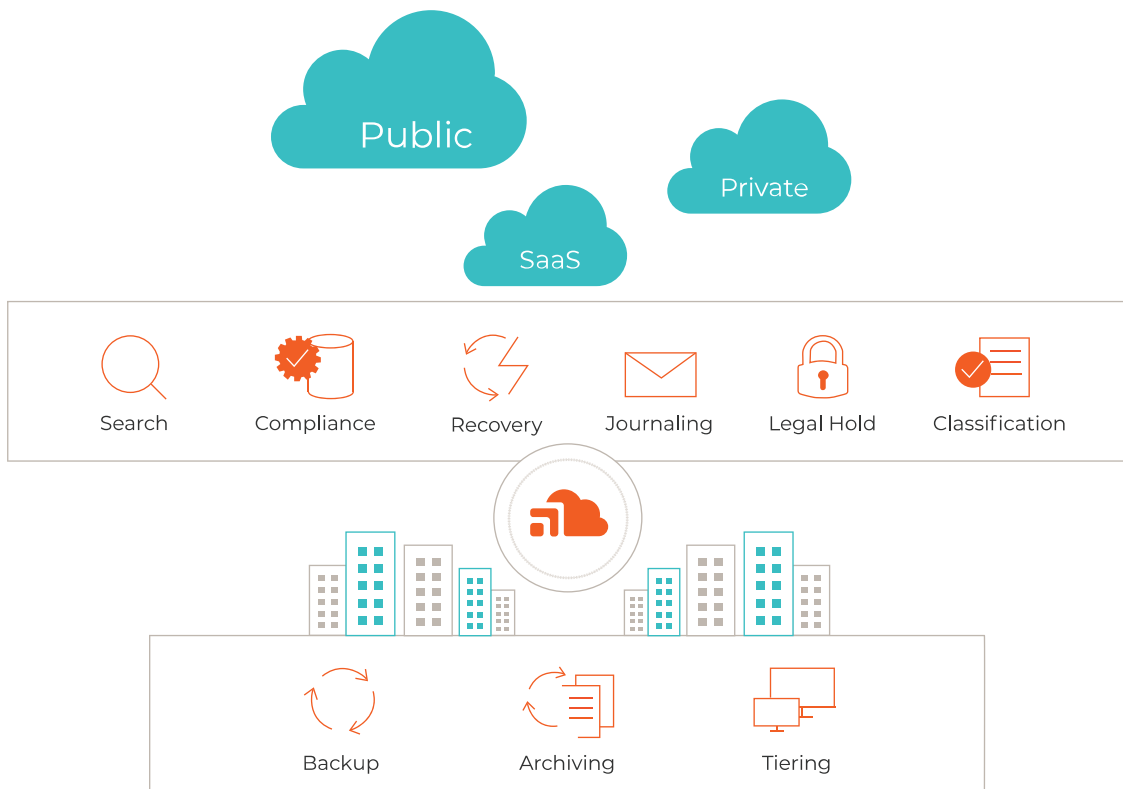 Public
Private
SaaS
Search
Compliance
Recovery
Journaling
Legal Hold
Classification
Backup
Archiving
Tiering